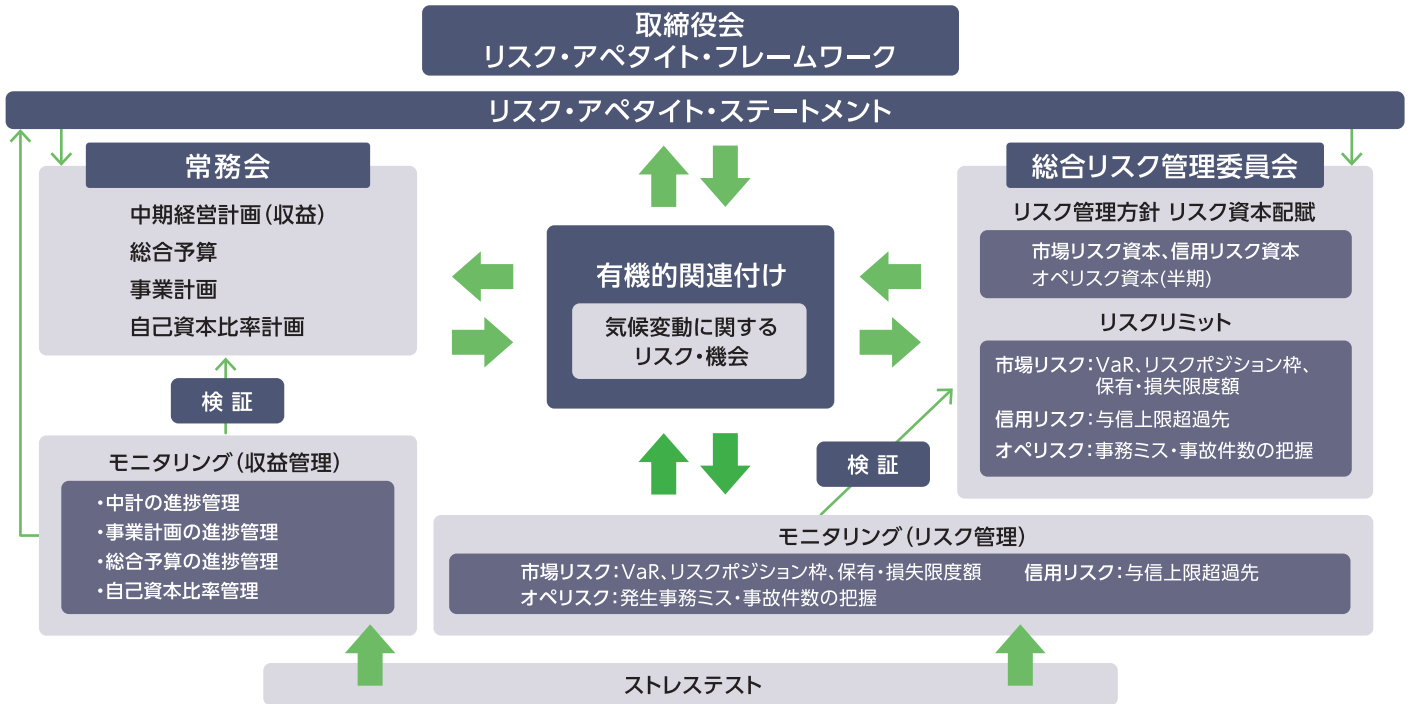 取締役会
リスク・アペタイト・フレームワーク
リスク・アペタイト・ステートメント
常務会
中期経営計画(収益)
総合予算
事業計画
自己資本比率計画
検 証
モニタリング(収益管理)
・中計の進捗管理
・事業計画の進捗管理
・総合予算の進捗管理
・自己資本比率管理
有機的関連付け
気候変動に関する
リスク・機会
総合リスク管理委員会
リスク管理方針 リスク資本配賦
市場リスク資本、信用リスク資本
オペリスク資本(半期)
リスクリミット
市場リスク:VaR、リスクポジション枠、
保有・損失限度額
信用リスク:与信上限超過先
オペリスク:事務ミス・事故件数の把握
検 証
モニタリング(リスク管理)
市場リスク:VaR、リスクポジション枠、保有・損失限度額 信用リスク:与信上限超過先
オペリスク:発生事務ミス・事故件数の把握
ストレステスト